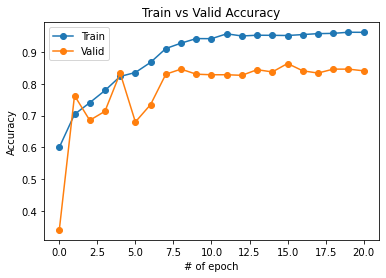 Train vs Valid Accuracy
Train
Valid
0.9
0.8
0.7
0.6
0.5
0.4
Accuracy
0.0 2.5 5.0 7.5 10.0 12.5 15.0 17.5 20.0
# of epoch